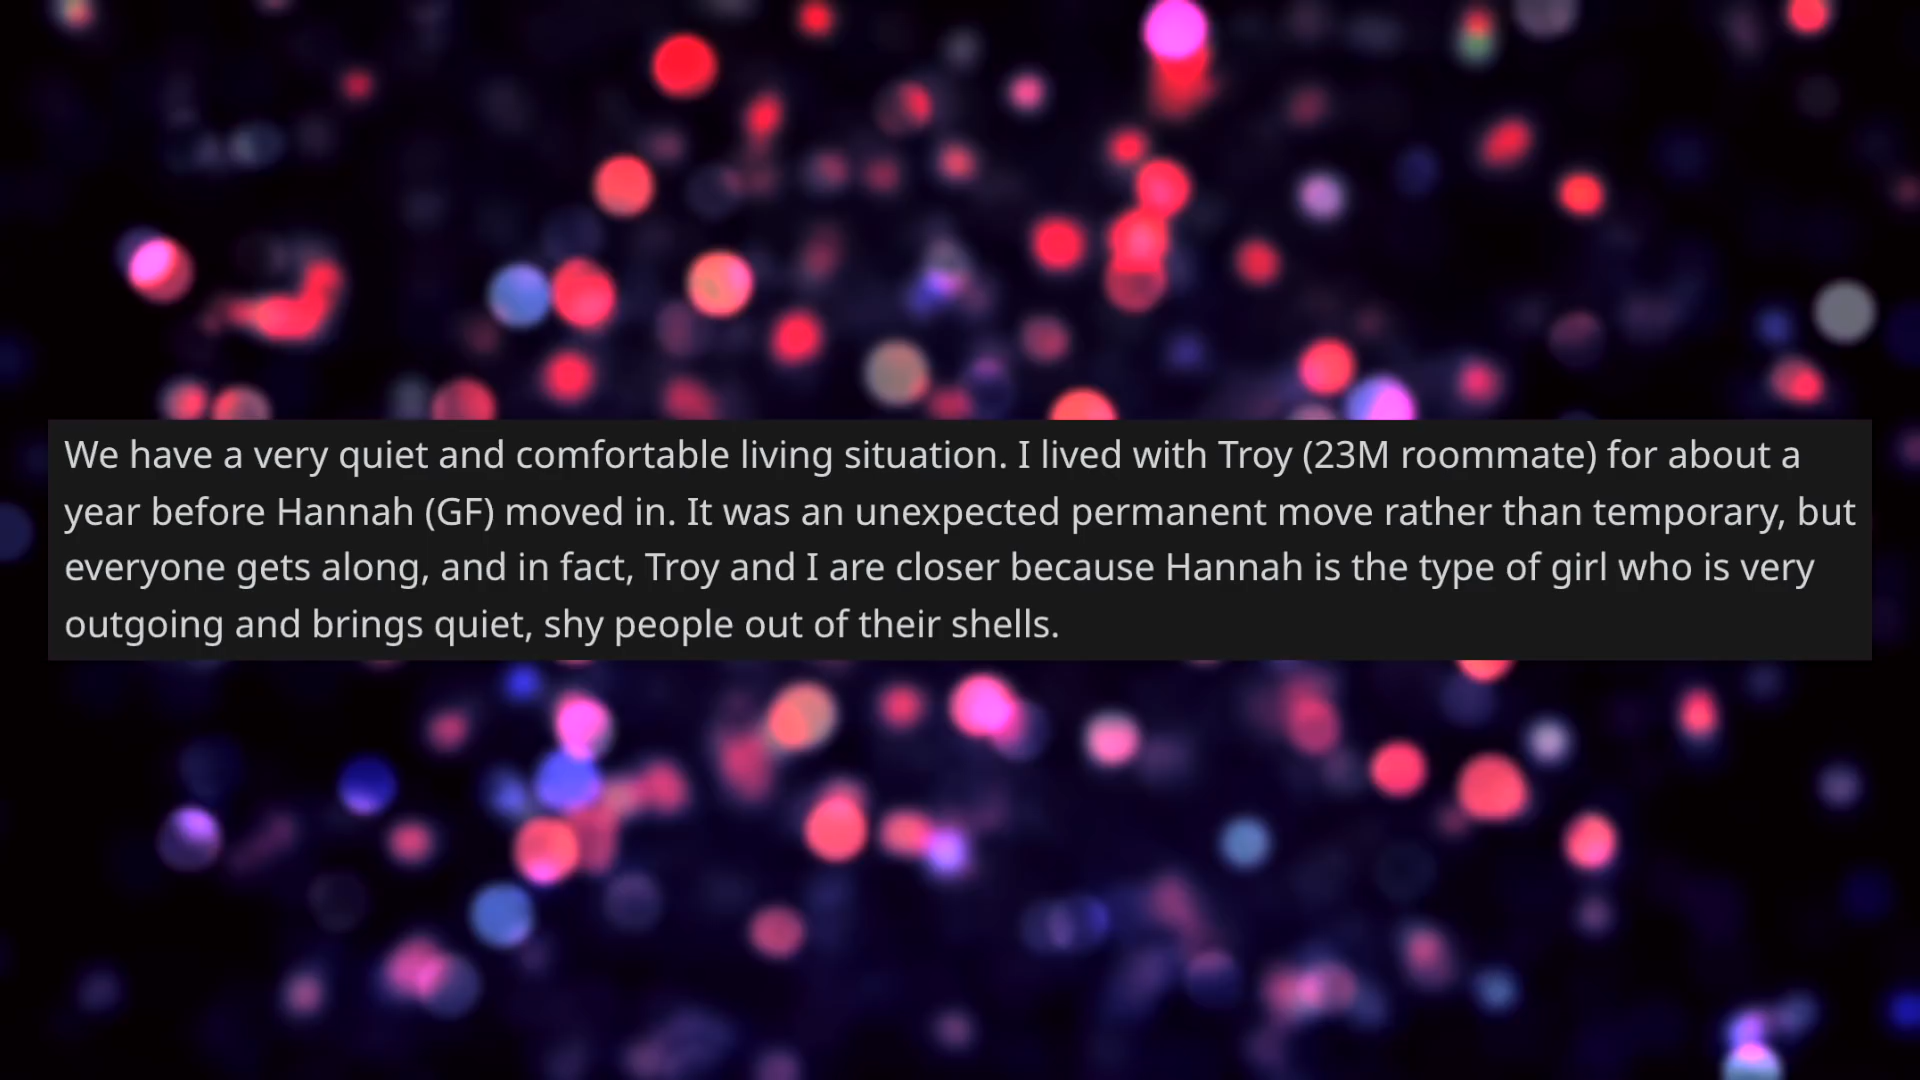 We have a very quiet and comfortable living situation. I lived with Troy (23M roommate) for about a
year before Hannah (GF) moved in. It was an unexpected permanent move rather than temporary, but
everyone gets along, and in fact, Troy and I are closer because Hannah is the type of girl who is very
outgoing and brings quiet, shy people out of their shells.